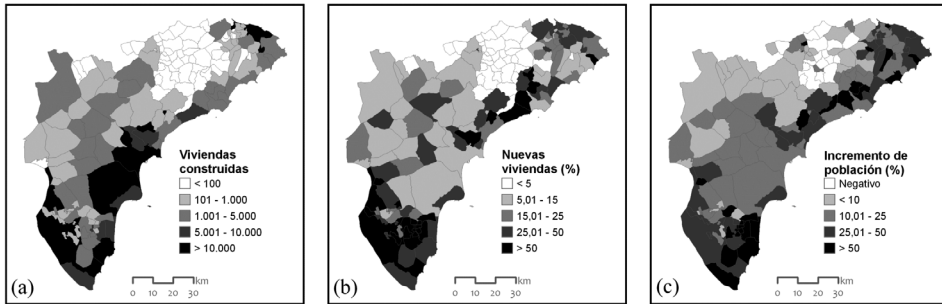 Viviendas
construidas
< 100
101 - 1.000
1.001 - 5.000
5.001 - 10.000
> 10.000
km
0 10 20 30
(a)
Nuevas
viviendas (%)
< 5
5,01 - 15
15,01 - 25
25,01 - 50
> 50
km
0 10 20 30
(b)
Incremento de
población (%)
Negativo
< 10
10,01 - 25
25,01 - 50
> 50
km
0 10 20 30
(c)